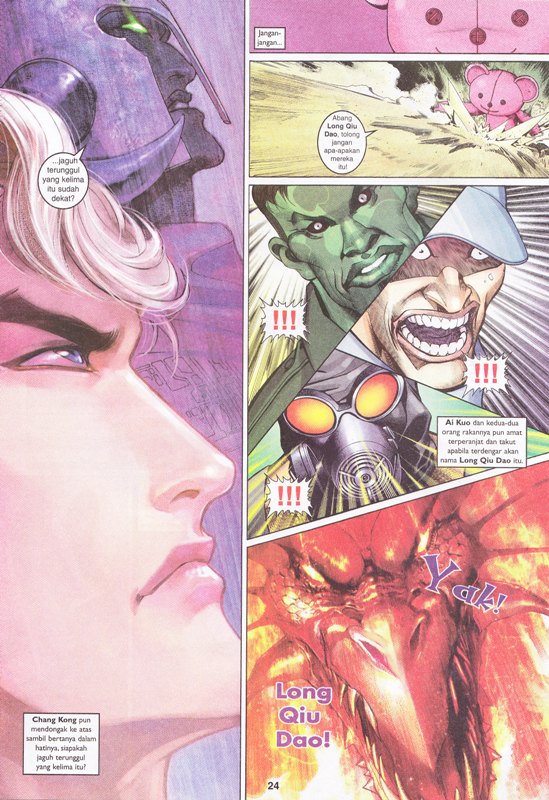 ...jaguh
terunggul
yang kelima
itu sudah
dekat?
Chang Kong pun
mendongak ke atas
sambil bertanya dalam
hatinya, siapakah
jaguh terunggul
yang kelima itu?
Jangan-
jangan...
Abang
Long Qiu
Dao, tolong
jangan
apa-apakan
mereka
itu!
!!!
!!!
!!!
Ai Kuo dan kedua-dua
orang rakannya pun amat
terperanjat dan takut
apabila terdengar akan
nama Long Qiu Dao itu.
Yak!
Long
Qiu
Dao!
24